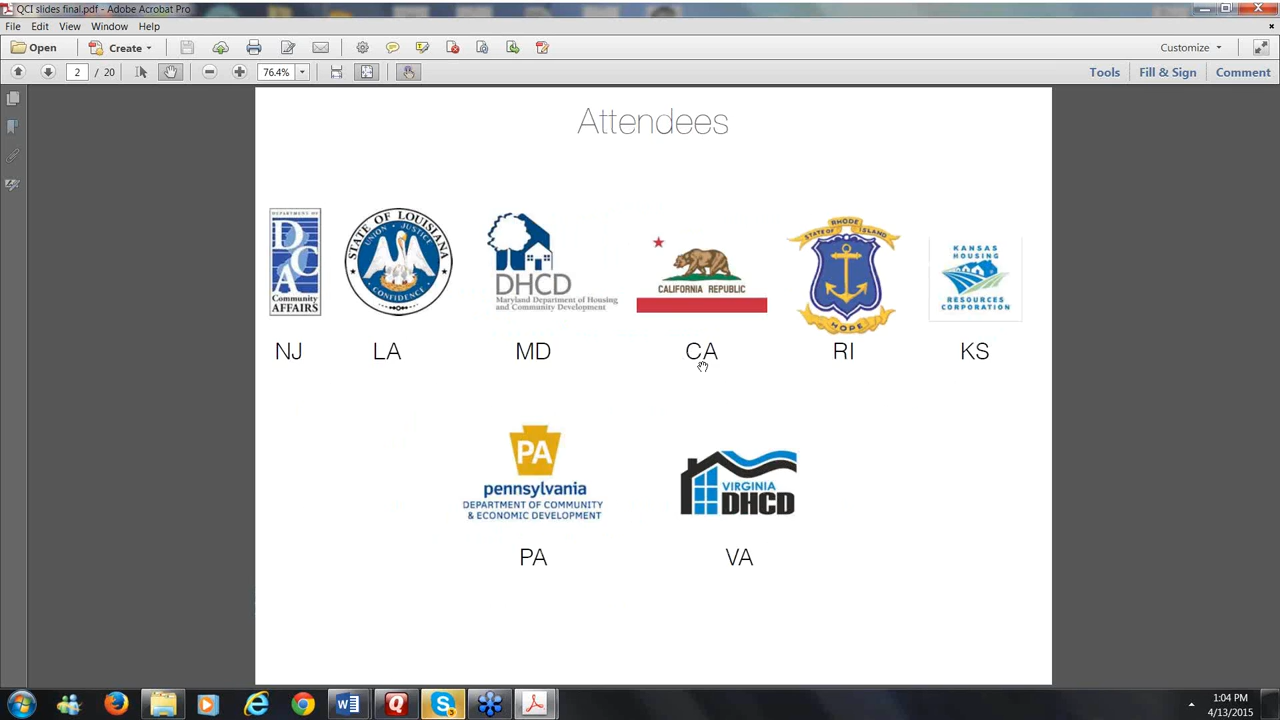 QCI slides final.pdf - Adobe Acrobat Pro
File Edit View Window Help
Open Create Customize
2 / 20 76.4% Tools Fill & Sign Comment
Attendees
DEPARTMENT OF
DCA
Community
AFFAIRS
STATE OF LOUISIANA
UNION JUSTICE
CONFIDENCE
DHCD
Maryland Department of Housing
and Community Development
CALIFORNIA REPUBLIC
STATE OF RHODE ISLAND
HOPE
KANSAS
HOUSING
RESOURCES
CORPORATION
NJ LA MD CA RI KS
PA
pennsylvania
DEPARTMENT OF COMMUNITY
& ECONOMIC DEVELOPMENT
VIRGINIA
DHCD
PA VA
1:04 PM
4/13/2015